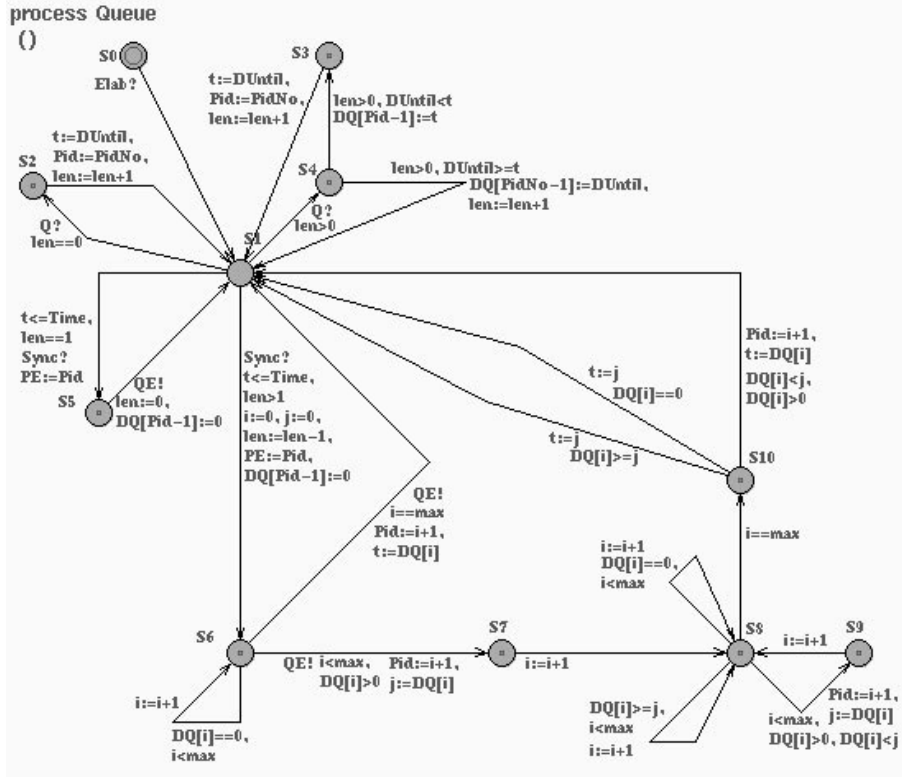 process Queue
()
S0
Elab?
S3
t:=DUntil,
Pid:=PidNo,
len:=len+1
len>0, DUntil<t
DQ[Pid-1]:=t
S2
t:=DUntil,
Pid:=PidNo,
len:=len+1
S4
len>0, DUntil>=t
DQ[PidNo-1]:=DUntil,
len:=len+1
Q?
len==0
Q?
len>0
S1
t<=Time,
len==1
Sync?
PE:=Pid
S5
QE!
len:=0,
DQ[Pid-1]:=0
Sync?
t<=Time,
len>1
i:=0, j:=0,
len:=len-1,
PE:=Pid,
DQ[Pid-1]:=0
QE!
i==max
Pid:=i+1,
t:=DQ[i]
t:=j
DQ[i]==0
t:=j
DQ[i]>=j
Pid:=i+1,
t:=DQ[i]
DQ[i]<j,
DQ[i]>0
S10
i==max
i:=i+1
DQ[i]==0,
i<max
S6
S7
S8
S9
i:=i+1
DQ[i]==0,
i<max
QE! i<max,
DQ[i]>0
Pid:=i+1,
j:=DQ[i]
i:=i+1
i:=i+1
DQ[i]>=j,
i<max
i:=i+1
Pid:=i+1,
i<max, j:=DQ[i]
DQ[i]>0, DQ[i]<j